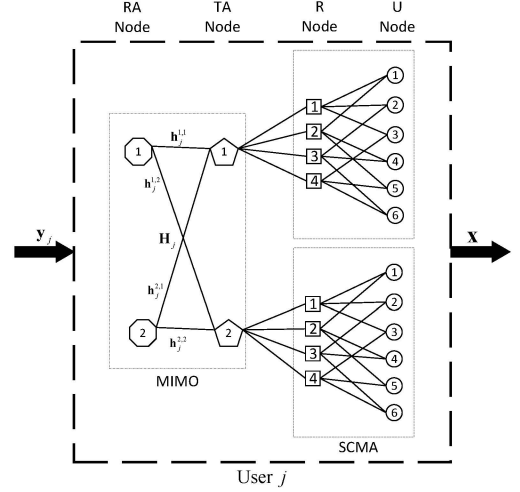 RA Node
TA Node
R Node
U Node
1
2
3
4
5
6
1
2
3
4
1
1
h_j^{1,1}
h_j^{1,2}
H_j
y_j
X
h_j^{2,1}
h_j^{2,2}
2
2
1
2
3
4
1
2
3
4
5
6
MIMO
SCMA
User j